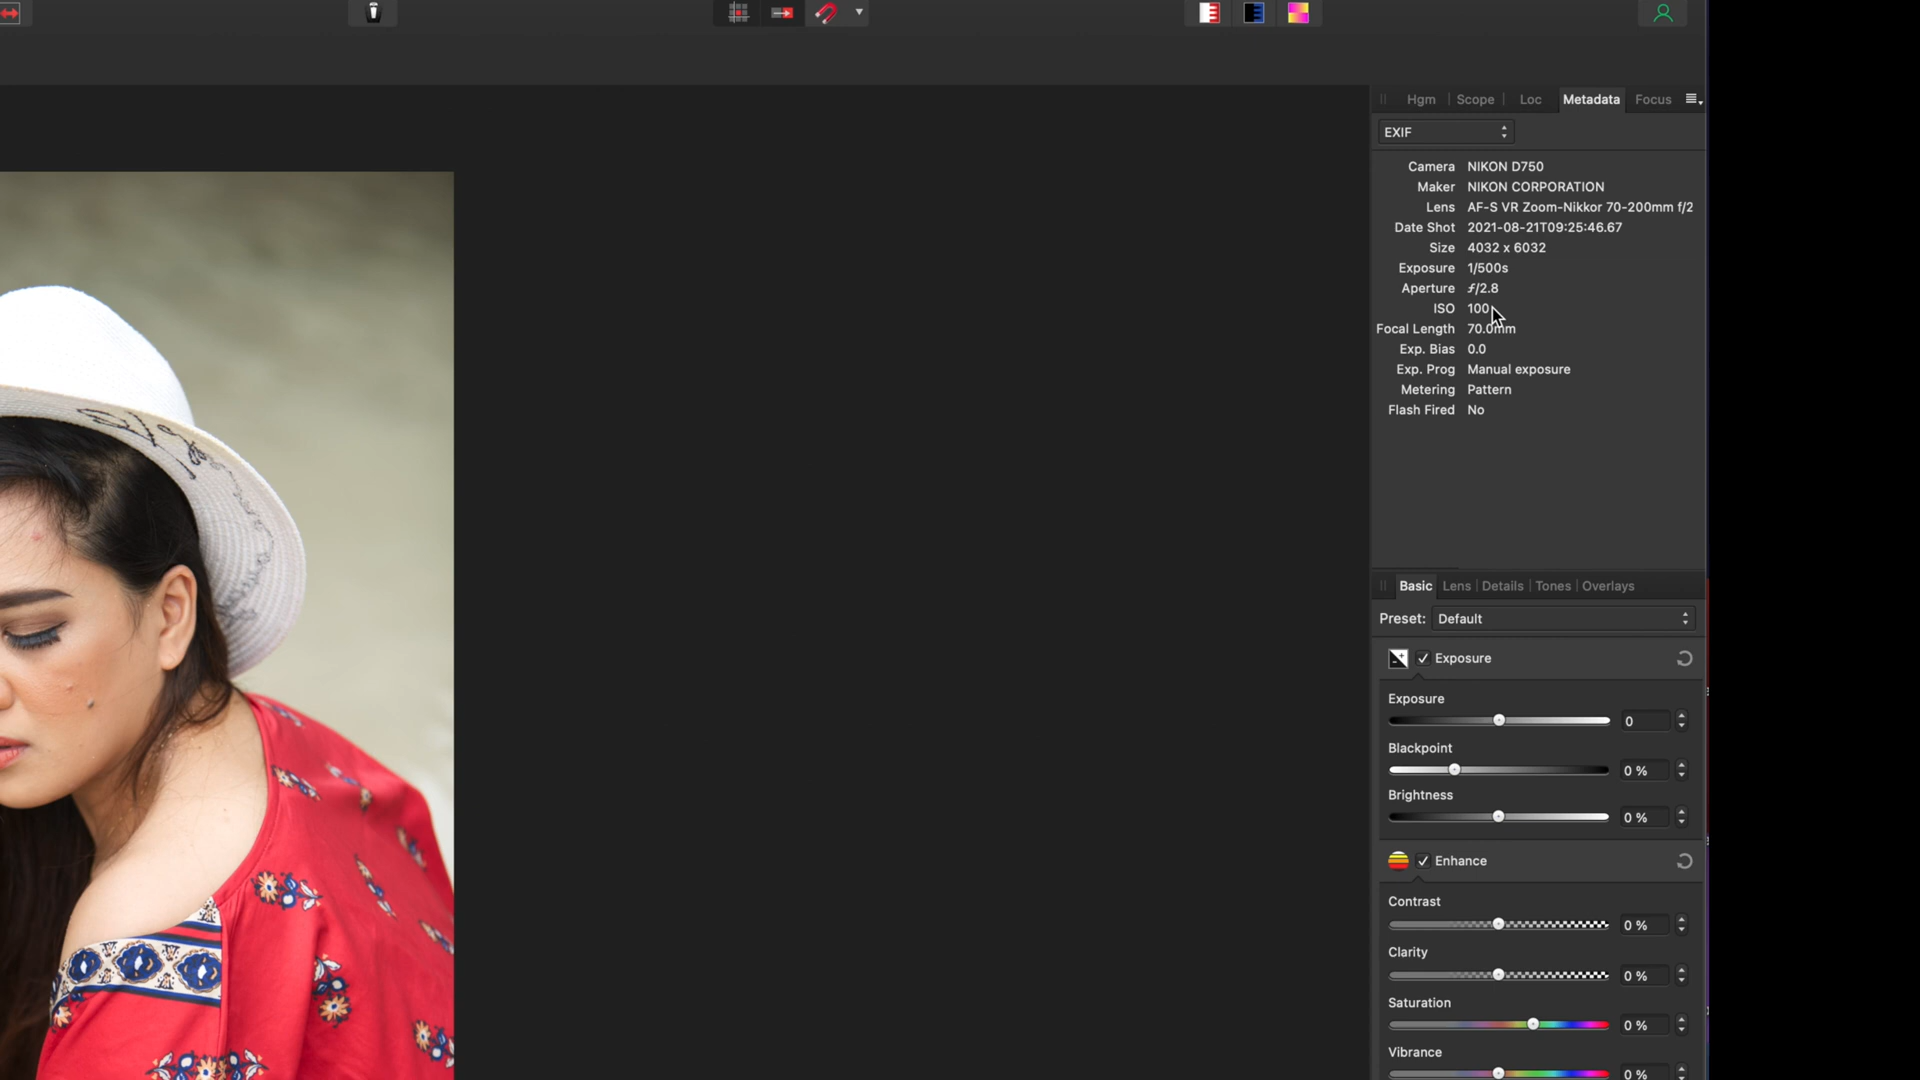 Hgm Scope Loc Metadata Focus
EXIF
Camera NIKON D750
Maker NIKON CORPORATION
Lens AF-S VR Zoom-Nikkor 70-200mm f/2
Date Shot 2021-08-21T09:25:46.67
Size 4032 x 6032
Exposure 1/500s
Aperture ƒ/2.8
ISO 100
Focal Length 70.0mm
Exp. Bias 0.0
Exp. Prog Manual exposure
Metering Pattern
Flash Fired No
Basic Lens Details Tones Overlays
Preset: Default
Exposure
Exposure
0
Blackpoint
0 %
Brightness
0 %
Enhance
Contrast
0 %
Clarity
0 %
Saturation
0 %
Vibrance
0 %